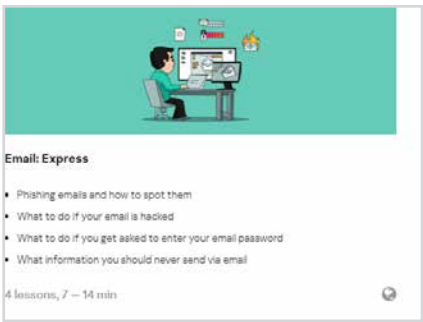 Email: Express
• Phishing emails and how to spot them
• What to do if your email is hacked
• What to do if you get asked to enter your email password
• What information you should never send via email
4 lessons, 7 – 14 min